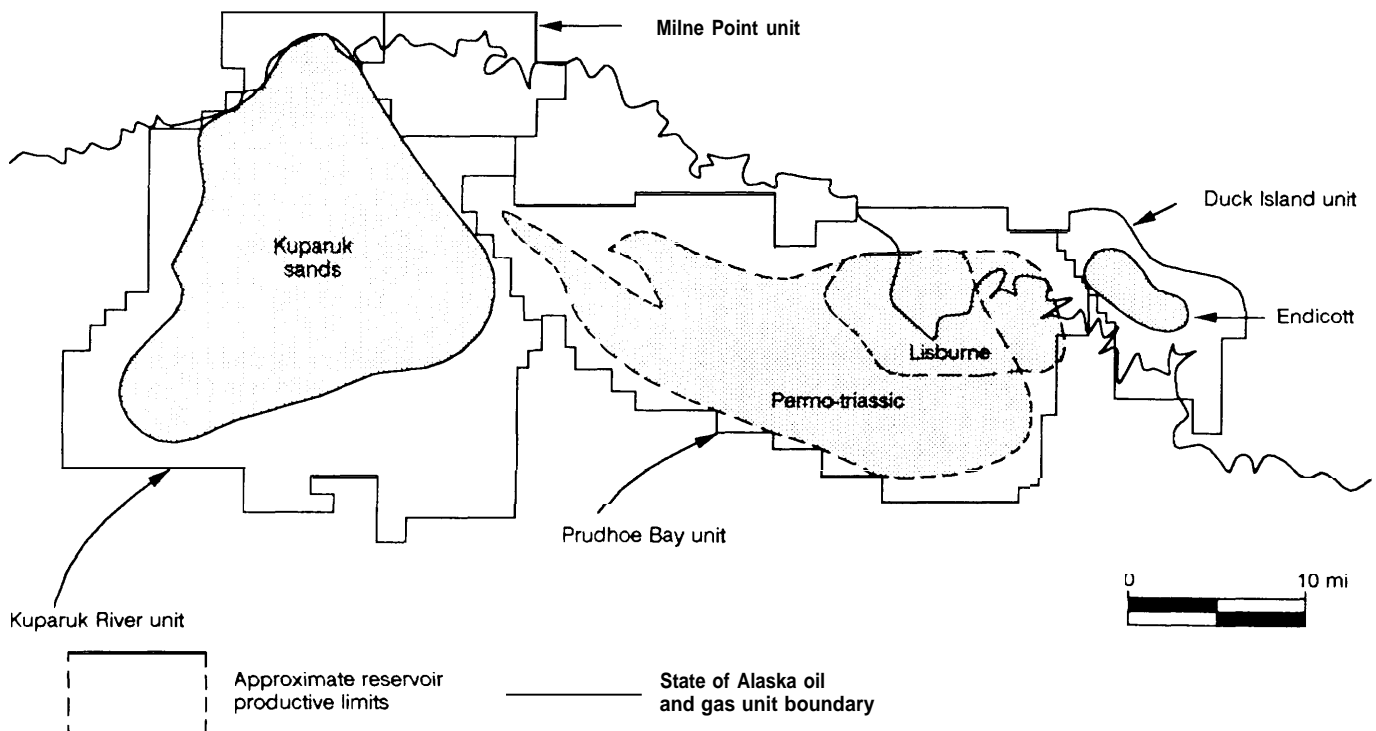 Milne Point unit
Duck Island unit
Kuparuk
sands
Endicott
Lisburne
Permo-triassic
Prudhoe Bay unit
0 10 mi
Kuparuk River unit
Approximate reservoir
productive limits
State of Alaska oil
and gas unit boundary